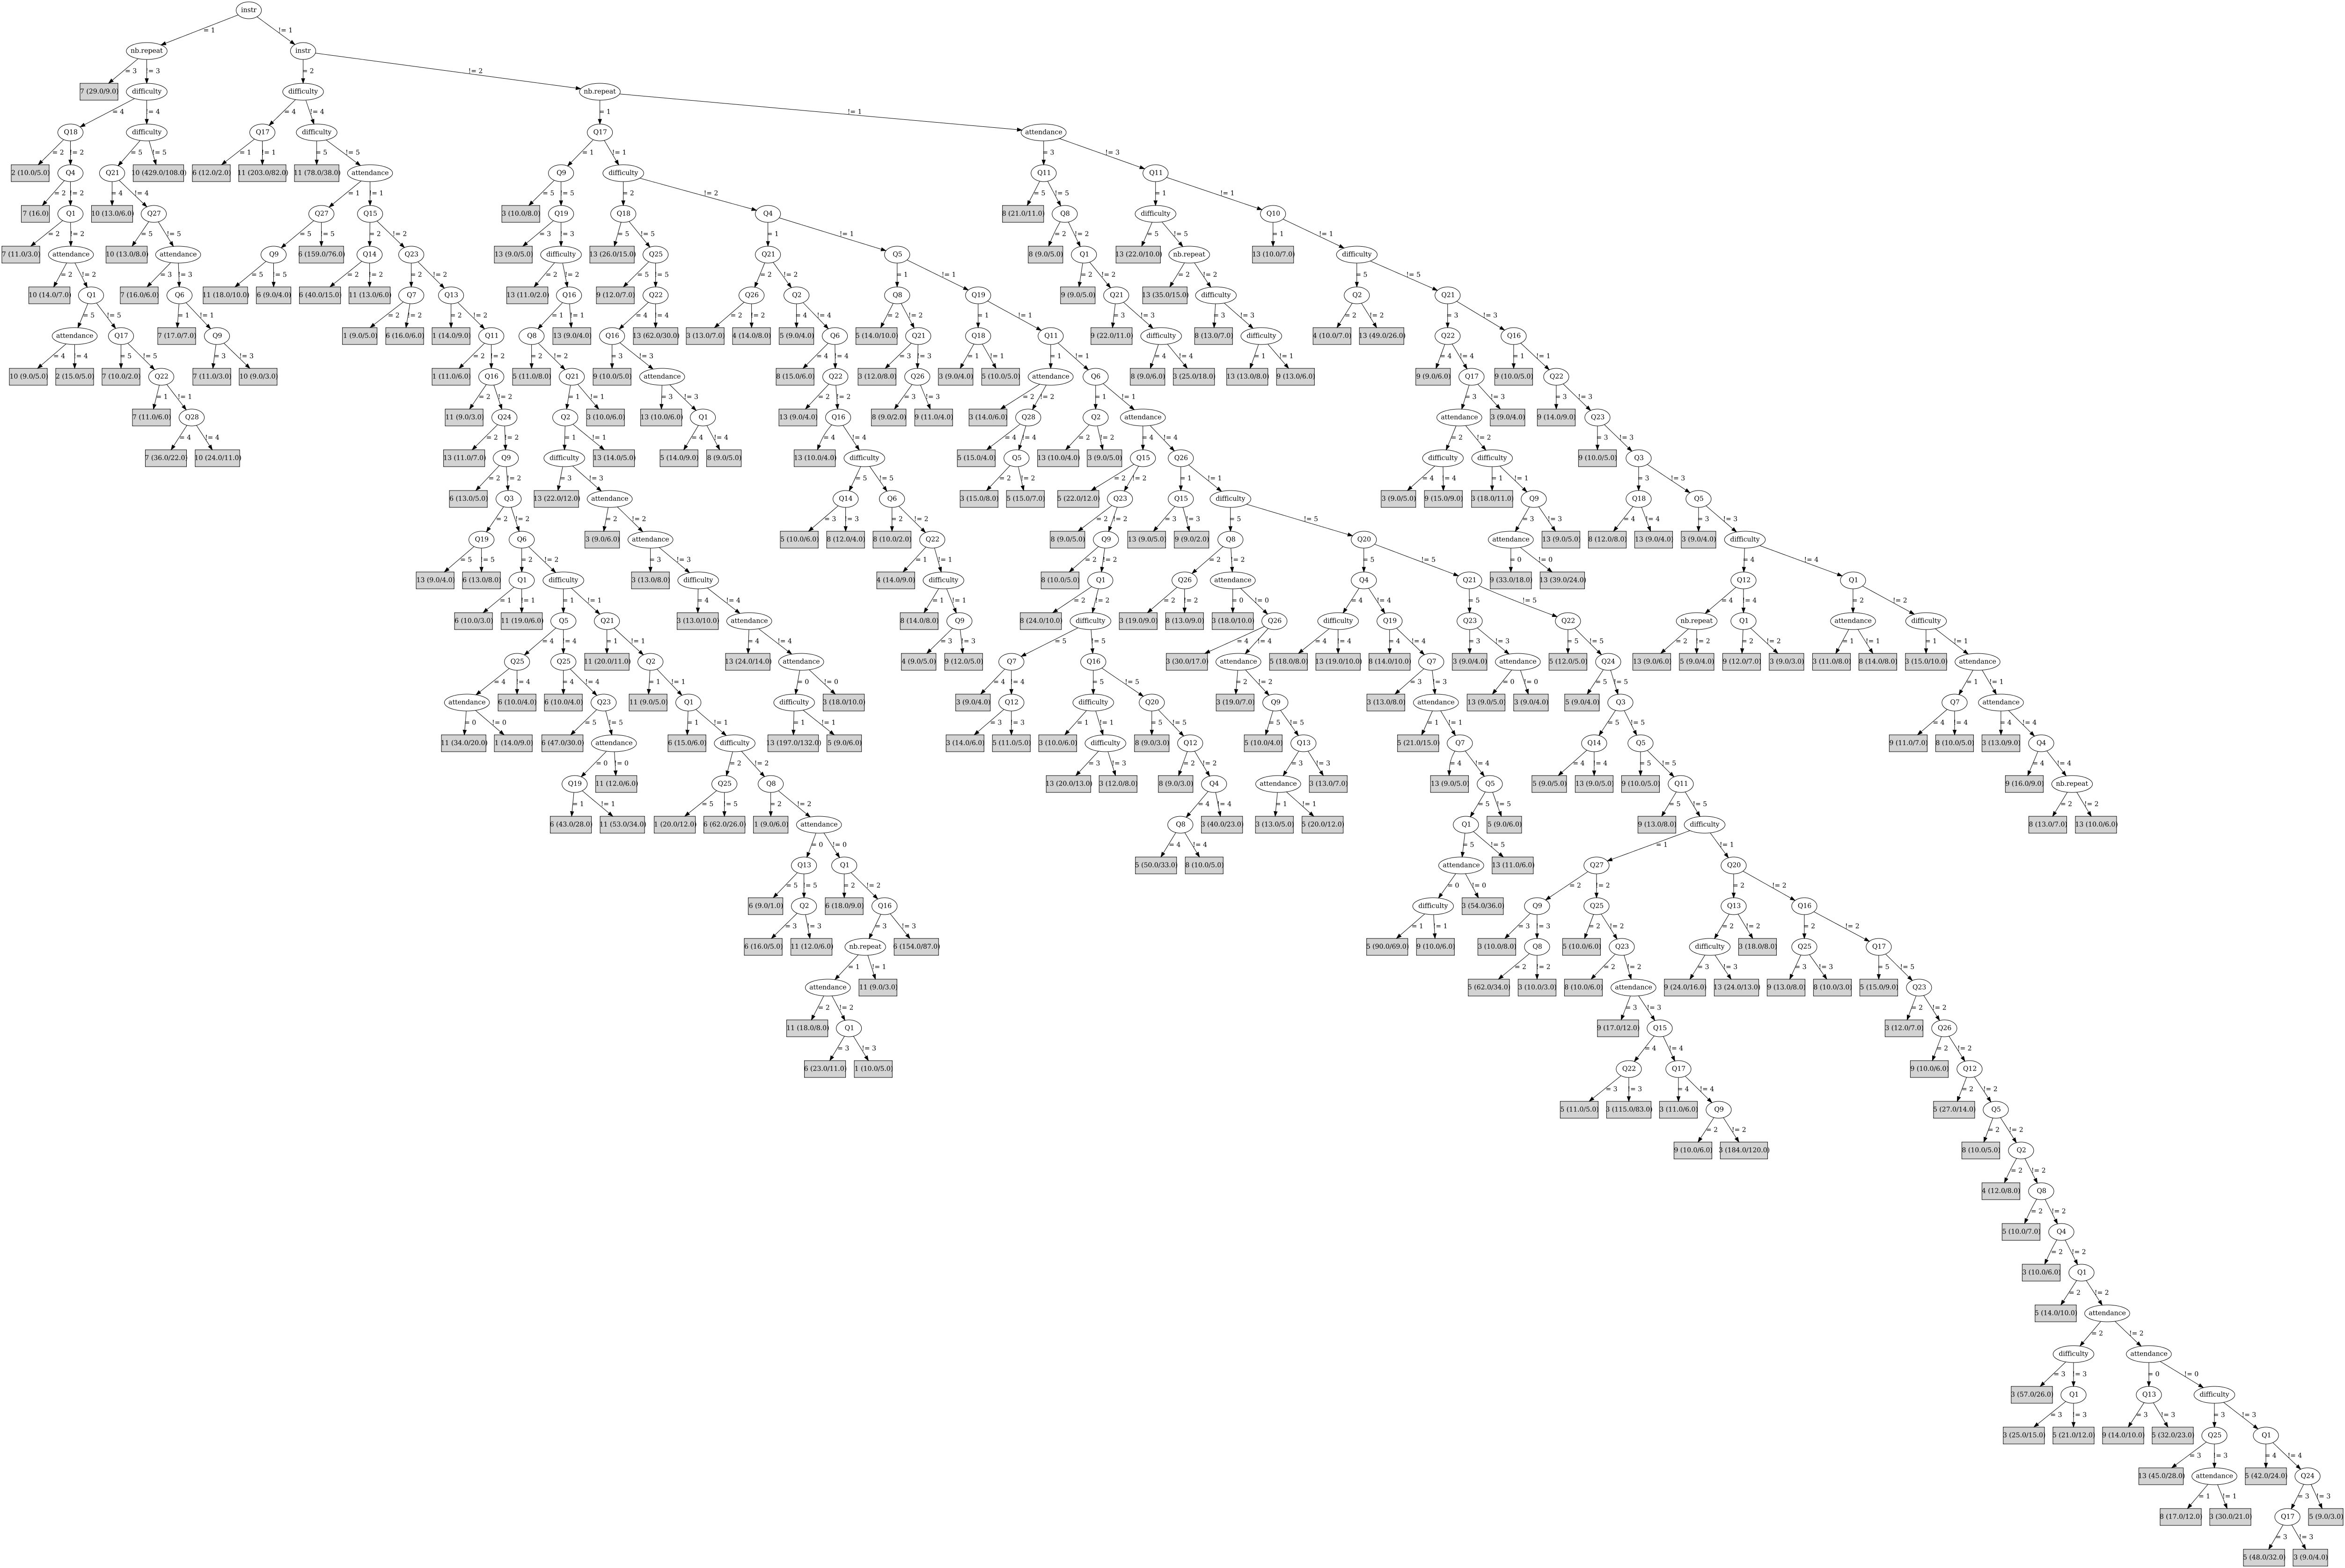 instr
= 1 != 1
nb.repeat instr
= 3 != 3 = 2 != 2
7 (29.0/9.0) difficulty difficulty nb.repeat
= 4 != 4 = 4 != 4 = 1 != 1
Q18 difficulty Q17 difficulty Q17 attendance
= 2 != 2 = 5 != 5 = 1 != 1 = 5 != 5 = 1 != 1 = 3 != 3
2 (10.0/5.0) Q4 Q21 10 (429.0/108.0) 6 (12.0/2.0) 11 (203.0/82.0) 11 (78.0/38.0) attendance Q9 difficulty Q11 Q11
= 2 != 2 = 4 != 4 = 1 != 1 = 5 != 5 = 2 != 2 = 5 != 5 = 1 != 1
7 (16.0) Q1 10 (13.0/6.0) Q27 Q27 Q15 3 (10.0/8.0) Q19 Q18 Q4 8 (21.0/11.0) Q8 difficulty Q10
= 2 != 2 = 5 != 5 = 5 != 5 = 2 != 2 = 3 != 3 = 5 != 5 = 1 != 1 = 2 != 2 = 5 != 5 = 1 != 1
7 (11.0/3.0) attendance 10 (13.0/8.0) attendance Q9 6 (159.0/76.0) Q14 Q23 13 (9.0/5.0) difficulty 13 (26.0/15.0) Q25 Q21 Q5 8 (9.0/5.0) Q1 13 (22.0/10.0) nb.repeat 13 (10.0/7.0) difficulty
= 2 != 2 = 3 != 3 = 5 != 5 = 2 != 2 = 2 != 2 = 2 != 2 = 5 != 5 = 2 != 2 = 1 != 1 = 2 != 2 = 2 != 2 = 5 != 5
10 (14.0/7.0) Q1 7 (16.0/6.0) Q6 11 (18.0/10.0) 6 (9.0/4.0) 6 (40.0/15.0) 11 (13.0/6.0) Q7 Q13 13 (11.0/2.0) Q16 9 (12.0/7.0) Q22 Q26 Q2 Q8 Q19 9 (9.0/5.0) Q21 13 (35.0/15.0) difficulty Q2 Q21
= 5 != 5 = 1 != 1 = 2 != 2 = 2 != 2 = 1 != 1 = 4 != 4 = 2 != 2 = 4 != 4 = 2 != 2 = 1 != 1 = 3 != 3 = 3 != 3 = 2 != 2 = 3 != 3
attendance Q17 7 (17.0/7.0) Q9 1 (9.0/5.0) 6 (16.0/6.0) 1 (14.0/9.0) Q11 Q8 13 (9.0/4.0) Q16 13 (62.0/30.0) 3 (13.0/7.0) 4 (14.0/8.0) 5 (9.0/4.0) Q6 5 (14.0/10.0) Q21 Q18 Q11 9 (22.0/11.0) difficulty 8 (13.0/7.0) difficulty 4 (10.0/7.0) 13 (49.0/26.0) Q22 Q16
= 4 != 4 = 5 != 5 = 3 != 3 = 2 != 2 = 2 != 2 = 3 != 3 = 4 != 4 = 3 != 3 = 1 != 1 = 1 != 1 = 4 != 4 = 1 != 1 = 4 != 4 = 1 != 1
10 (9.0/5.0) 2 (15.0/5.0) 7 (10.0/2.0) Q22 7 (11.0/3.0) 10 (9.0/3.0) 1 (11.0/6.0) Q16 5 (11.0/8.0) Q21 9 (10.0/5.0) attendance 8 (15.0/6.0) Q22 3 (12.0/8.0) Q26 3 (9.0/4.0) 5 (10.0/5.0) attendance Q6 8 (9.0/6.0) 3 (25.0/18.0) 13 (13.0/8.0) 9 (13.0/6.0) 9 (9.0/6.0) Q17 9 (10.0/5.0) Q22
= 1 != 1 = 2 != 2 = 1 != 1 = 3 != 3 = 2 != 2 = 3 != 3 = 2 != 2 = 1 != 1 = 3 != 3 = 3 != 3
7 (11.0/6.0) Q28 11 (9.0/3.0) Q24 Q2 3 (10.0/6.0) 13 (10.0/6.0) Q1 13 (9.0/4.0) Q16 8 (9.0/2.0) 9 (11.0/4.0) 3 (14.0/6.0) Q28 Q2 attendance attendance 3 (9.0/4.0) 9 (14.0/9.0) Q23
= 4 != 4 = 2 != 2 = 1 != 1 = 4 != 4 = 4 != 4 = 4 != 4 = 2 != 2 = 4 != 4 = 2 != 2 = 3 != 3
7 (36.0/22.0) 10 (24.0/11.0) 13 (11.0/7.0) Q9 difficulty 13 (14.0/5.0) 5 (14.0/9.0) 8 (9.0/5.0) 13 (10.0/4.0) difficulty 5 (15.0/4.0) Q5 13 (10.0/4.0) 3 (9.0/5.0) Q15 Q26 difficulty difficulty 9 (10.0/5.0) Q3
= 2 != 2 = 3 != 3 = 5 != 5 = 2 != 2 = 2 != 2 = 1 != 1 = 4 != 4 = 1 != 1 = 3 != 3
6 (13.0/5.0) Q3 13 (22.0/12.0) attendance Q14 Q6 3 (15.0/8.0) 5 (15.0/7.0) 5 (22.0/12.0) Q23 Q15 difficulty 3 (9.0/5.0) 9 (15.0/9.0) 3 (18.0/11.0) Q9 Q18 Q5
= 2 != 2 = 2 != 2 = 3 != 3 = 2 != 2 = 2 != 2 = 3 != 3 = 5 != 5 = 3 != 3 = 4 != 4 = 3 != 3
Q19 Q6 3 (9.0/6.0) attendance 5 (10.0/6.0) 8 (12.0/4.0) 8 (10.0/2.0) Q22 8 (9.0/5.0) Q9 13 (9.0/5.0) 9 (9.0/2.0) Q8 Q20 attendance 13 (9.0/5.0) 8 (12.0/8.0) 13 (9.0/4.0) 3 (9.0/4.0) difficulty
= 5 != 5 = 2 != 2 = 3 != 3 = 1 != 1 = 2 != 2 = 2 != 2 = 5 != 5 = 0 != 0 = 4 != 4
13 (9.0/4.0) 6 (13.0/8.0) Q1 difficulty 3 (13.0/8.0) difficulty 4 (14.0/9.0) difficulty 8 (10.0/5.0) Q1 Q26 attendance Q4 Q21 9 (33.0/18.0) 13 (39.0/24.0) Q12 Q1
= 1 != 1 = 1 != 1 = 4 != 4 = 1 != 1 = 2 != 2 = 2 != 2 = 0 != 0 = 4 != 4 = 5 != 5 = 4 != 4 = 2 != 2
6 (10.0/3.0) 11 (19.0/6.0) Q5 Q21 3 (13.0/10.0) attendance 8 (14.0/8.0) Q9 8 (24.0/10.0) difficulty 3 (19.0/9.0) 8 (13.0/9.0) 3 (18.0/10.0) Q26 difficulty Q19 Q23 Q22 nb.repeat Q1 attendance difficulty
= 4 != 4 = 1 != 1 = 4 != 4 = 3 != 3 = 5 != 5 = 4 != 4 = 4 != 4 = 4 != 4 = 3 != 3 = 5 != 5 = 2 != 2 = 2 != 2 = 1 != 1 = 1 != 1
Q25 Q25 11 (20.0/11.0) Q2 13 (24.0/14.0) attendance 4 (9.0/5.0) 9 (12.0/5.0) Q7 Q16 3 (30.0/17.0) attendance 5 (18.0/8.0) 13 (19.0/10.0) 8 (14.0/10.0) Q7 3 (9.0/4.0) attendance 5 (12.0/5.0) Q24 13 (9.0/6.0) 5 (9.0/4.0) 9 (12.0/7.0) 3 (9.0/3.0) 3 (11.0/8.0) 8 (14.0/8.0) 3 (15.0/10.0) attendance
= 4 != 4 = 4 != 4 = 1 != 1 = 0 != 0 = 4 != 4 = 5 != 5 = 2 != 2 = 3 != 3 = 0 != 0 = 5 != 5 = 1 != 1
attendance 6 (10.0/4.0) 6 (10.0/4.0) Q23 11 (9.0/5.0) Q1 difficulty 3 (18.0/10.0) 3 (9.0/4.0) Q12 difficulty Q20 3 (19.0/7.0) Q9 3 (13.0/8.0) attendance 13 (9.0/5.0) 3 (9.0/4.0) 5 (9.0/4.0) Q3 Q7 attendance
= 0 != 0 = 5 != 5 = 1 != 1 = 1 != 1 = 3 != 3 = 1 != 1 = 5 != 5 = 5 != 5 = 1 != 1 = 5 != 5 = 4 != 4 = 4 != 4
11 (34.0/20.0) 1 (14.0/9.0) 6 (47.0/30.0) attendance 6 (15.0/6.0) difficulty 13 (197.0/132.0) 5 (9.0/6.0) 3 (14.0/6.0) 5 (11.0/5.0) 3 (10.0/6.0) difficulty 8 (9.0/3.0) Q12 5 (10.0/4.0) Q13 5 (21.0/15.0) Q7 Q14 Q5 9 (11.0/7.0) 8 (10.0/5.0) 3 (13.0/9.0) Q4
= 0 != 0 = 2 != 2 = 3 != 3 = 2 != 2 = 3 != 3 = 4 != 4 = 4 != 4 = 5 != 5 = 4 != 4
Q19 11 (12.0/6.0) Q25 Q8 13 (20.0/13.0) 3 (12.0/8.0) 8 (9.0/3.0) Q4 attendance 3 (13.0/7.0) 13 (9.0/5.0) Q5 5 (9.0/5.0) 13 (9.0/5.0) 9 (10.0/5.0) Q11 9 (16.0/9.0) nb.repeat
= 1 != 1 = 5 != 5 = 2 != 2 = 4 != 4 = 1 != 1 = 5 != 5 = 5 != 5 = 2 != 2
6 (43.0/28.0) 11 (53.0/34.0) 1 (20.0/12.0) 6 (62.0/26.0) 1 (9.0/6.0) attendance Q8 3 (40.0/23.0) 3 (13.0/5.0) 5 (20.0/12.0) Q1 5 (9.0/6.0) 9 (13.0/8.0) difficulty 8 (13.0/7.0) 13 (10.0/6.0)
= 0 != 0 = 4 != 4 = 5 != 5 = 1 != 1
Q13 Q1 5 (50.0/33.0) 8 (10.0/5.0) attendance 13 (11.0/6.0) Q27 Q20
= 5 != 5 = 2 != 2 = 0 != 0 = 2 != 2 = 2 != 2
6 (9.0/1.0) Q2 6 (18.0/9.0) Q16 difficulty 3 (54.0/36.0) Q9 Q25 Q13 Q16
= 3 != 3 = 3 != 3 = 1 != 1 = 3 != 3 = 2 != 2 = 2 != 2 = 2 != 2
6 (16.0/5.0) 11 (12.0/6.0) nb.repeat 6 (154.0/87.0) 5 (90.0/69.0) 9 (10.0/6.0) 3 (10.0/8.0) Q8 5 (10.0/6.0) Q23 difficulty 3 (18.0/8.0) Q25 Q17
= 1 != 1 = 2 != 2 = 2 != 2 = 3 != 3 = 3 != 3 = 5 != 5
attendance 11 (9.0/3.0) 5 (62.0/34.0) 3 (10.0/3.0) 8 (10.0/6.0) attendance 9 (24.0/16.0) 13 (24.0/13.0) 9 (13.0/8.0) 8 (10.0/3.0) 5 (15.0/9.0) Q23
= 2 != 2 = 3 != 3 = 2 != 2
11 (18.0/8.0) Q1 9 (17.0/12.0) Q15 3 (12.0/7.0) Q26
= 3 != 3 = 4 != 4 = 2 != 2
6 (23.0/11.0) 1 (10.0/5.0) Q22 Q17 9 (10.0/6.0) Q12
= 3 != 3 = 4 != 4 = 2 != 2
5 (11.0/5.0) 3 (115.0/83.0) 3 (11.0/6.0) Q9 5 (27.0/14.0) Q5
= 2 != 2 = 2 != 2
9 (10.0/6.0) 3 (184.0/120.0) 8 (10.0/5.0) Q2
= 2 != 2
4 (12.0/8.0) Q8
= 2 != 2
5 (10.0/7.0) Q4
= 2 != 2
3 (10.0/6.0) Q1
= 2 != 2
5 (14.0/10.0) attendance
= 2 != 2
difficulty attendance
= 3 != 3 = 0 != 0
3 (57.0/26.0) Q1 Q13 difficulty
= 3 != 3 = 3 != 3 = 3 != 3
3 (25.0/15.0) 5 (21.0/12.0) 9 (14.0/10.0) 5 (32.0/23.0) Q25 Q1
= 3 != 3 = 4 != 4
13 (45.0/28.0) attendance 5 (42.0/24.0) Q24
= 1 != 1 = 3 != 3
8 (17.0/12.0) 3 (30.0/21.0) Q17 5 (9.0/3.0)
= 3 != 3
5 (48.0/32.0) 3 (9.0/4.0)